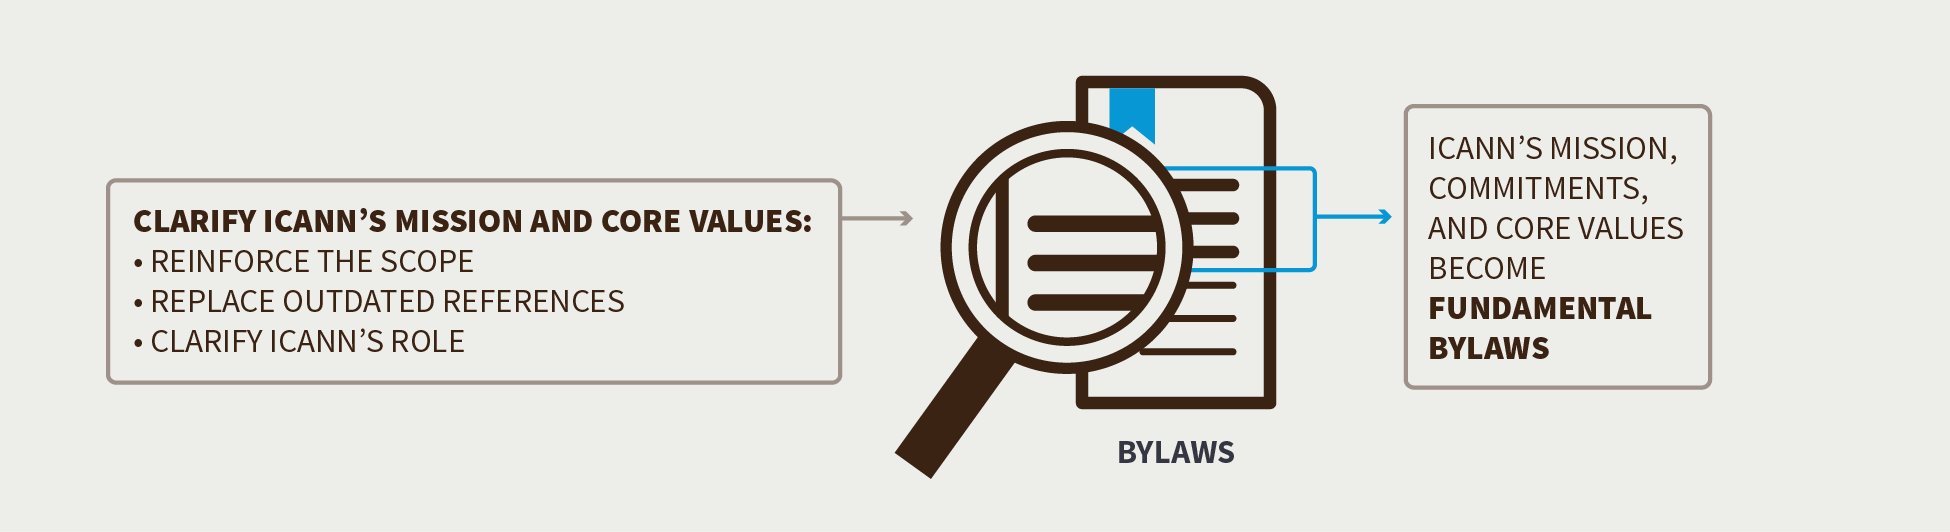 CLARIFY ICANN’S MISSION AND CORE VALUES:
• REINFORCE THE SCOPE
• REPLACE OUTDATED REFERENCES
• CLARIFY ICANN’S ROLE
BYLAWS
ICANN’S MISSION,
COMMITMENTS,
AND CORE VALUES
BECOME
FUNDAMENTAL
BYLAWS